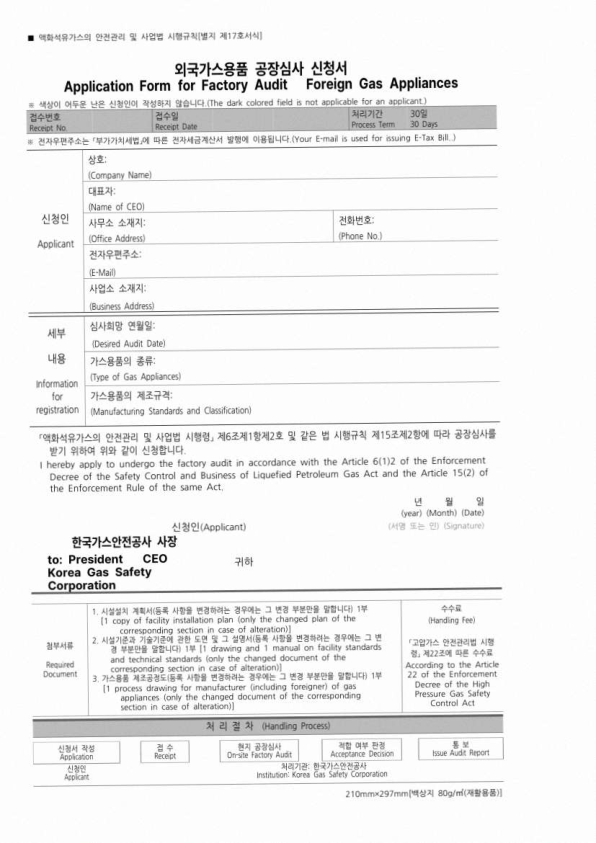 ■ 액화석유가스의 안전관리 및 사업법 시행규칙[별지 제17호서식]
외국가스용품 공장심사 신청서
Application Form for Factory Audit Foreign Gas Appliances
※ 색상이 어두운 난은 신청인이 작성하지 않습니다.(The dark colored field is not applicable for an applicant.)
접수번호 접수일 처리기간 30일
Receipt No. Receipt Date Process Term 30 Days
※ 전자우편주소는 「부가가치세법」에 따른 전자세금계산서 발행에 이용됩니다.(Your E-mail is used for issuing E-Tax Bill..)
신청인
Applicant
상호:
(Company Name)
대표자:
(Name of CEO)
사무소 소재지: 전화번호:
(Office Address) (Phone No.)
전자우편주소:
(E-Mail)
사업소 소재지:
(Business Address)
세부
내용
Information
for
registration
심사희망 연월일:
(Desired Audit Date)
가스용품의 종류:
(Type of Gas Appliances)
가스용품의 제조규격:
(Manufacturing Standards and Classification)
「액화석유가스의 안전관리 및 사업법 시행령」 제6조제1항제2호 및 같은 법 시행규칙 제15조제2항에 따라 공장심사를
받기 위하여 위와 같이 신청합니다.
I hereby apply to undergo the factory audit in accordance with the Article 6(1)2 of the Enforcement
Decree of the Safety Control and Business of Liquefied Petroleum Gas Act and the Article 15(2) of
the Enforcement Rule of the same Act.
년 월 일
(year) (Month) (Date)
신청인(Applicant) (서명 또는 인) (Signature)
한국가스안전공사 사장
to: President CEO 귀하
Korea Gas Safety
Corporation
첨부서류
Required
Document
1. 시설설치 계획서(등록 사항을 변경하려는 경우에는 그 변경 부분만을 말합니다) 1부
[1 copy of facility installation plan (only the changed plan of the
corresponding section in case of alteration)]
2. 시설기준과 기술기준에 관한 도면 및 그 설명서(등록 사항을 변경하려는 경우에는 그 변
경 부분만을 말합니다) 1부 [1 drawing and 1 manual on facility standards
and technical standards (only the changed document of the
corresponding section in case of alteration)]
3. 가스용품 제조공정도(등록 사항을 변경하려는 경우에는 그 변경 부분만을 말합니다) 1부
[1 process drawing for manufacturer (including foreigner) of gas
appliances (only the changed document of the corresponding
section in case of alteration)]
수수료
(Handling Fee)
「고압가스 안전관리법 시행
령」 제22조에 따른 수수료
According to the Article
22 of the Enforcement
Decree of the High
Pressure Gas Safety
Control Act
처 리 절 차 (Handling Process)
신청서 작성 접 수 현지 공장심사 적합 여부 판정 통 보
Application Receipt On-site Factory Audit Acceptance Decision Issue Audit Report
신청인 처리기관: 한국가스안전공사
Applicant Institution: Korea Gas Safety Corporation
210mm×297mm[백상지 80g/㎡(재활용품)]